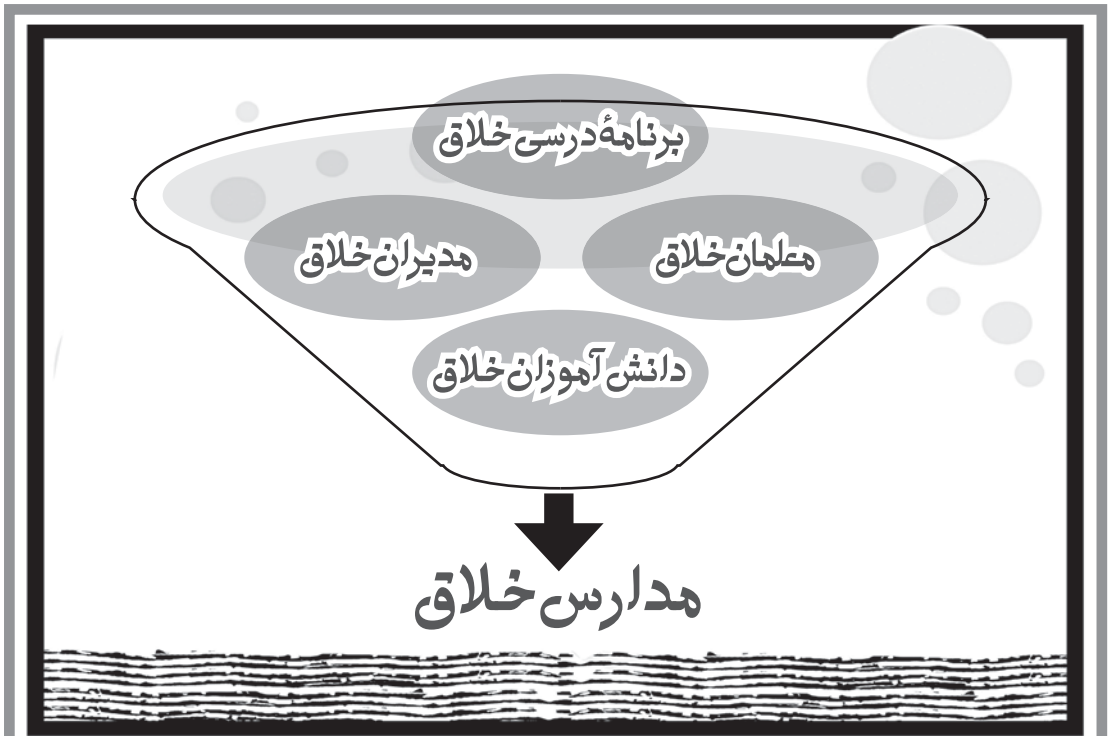 برنامهٔ درسی خلاق
معلمان خلاق
مدیران خلاق
دانش آموزان خلاق
مدارس خلاق